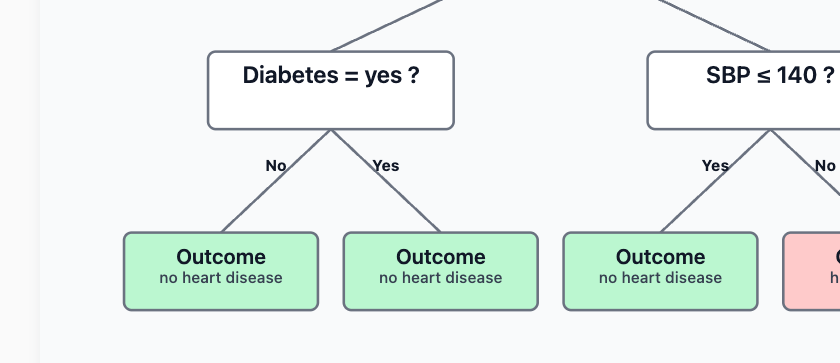 Diabetes = yes ?
SBP ≤ 140 ?
No
Yes
Yes
No
Outcome
no heart disease
Outcome
no heart disease
Outcome
no heart disease